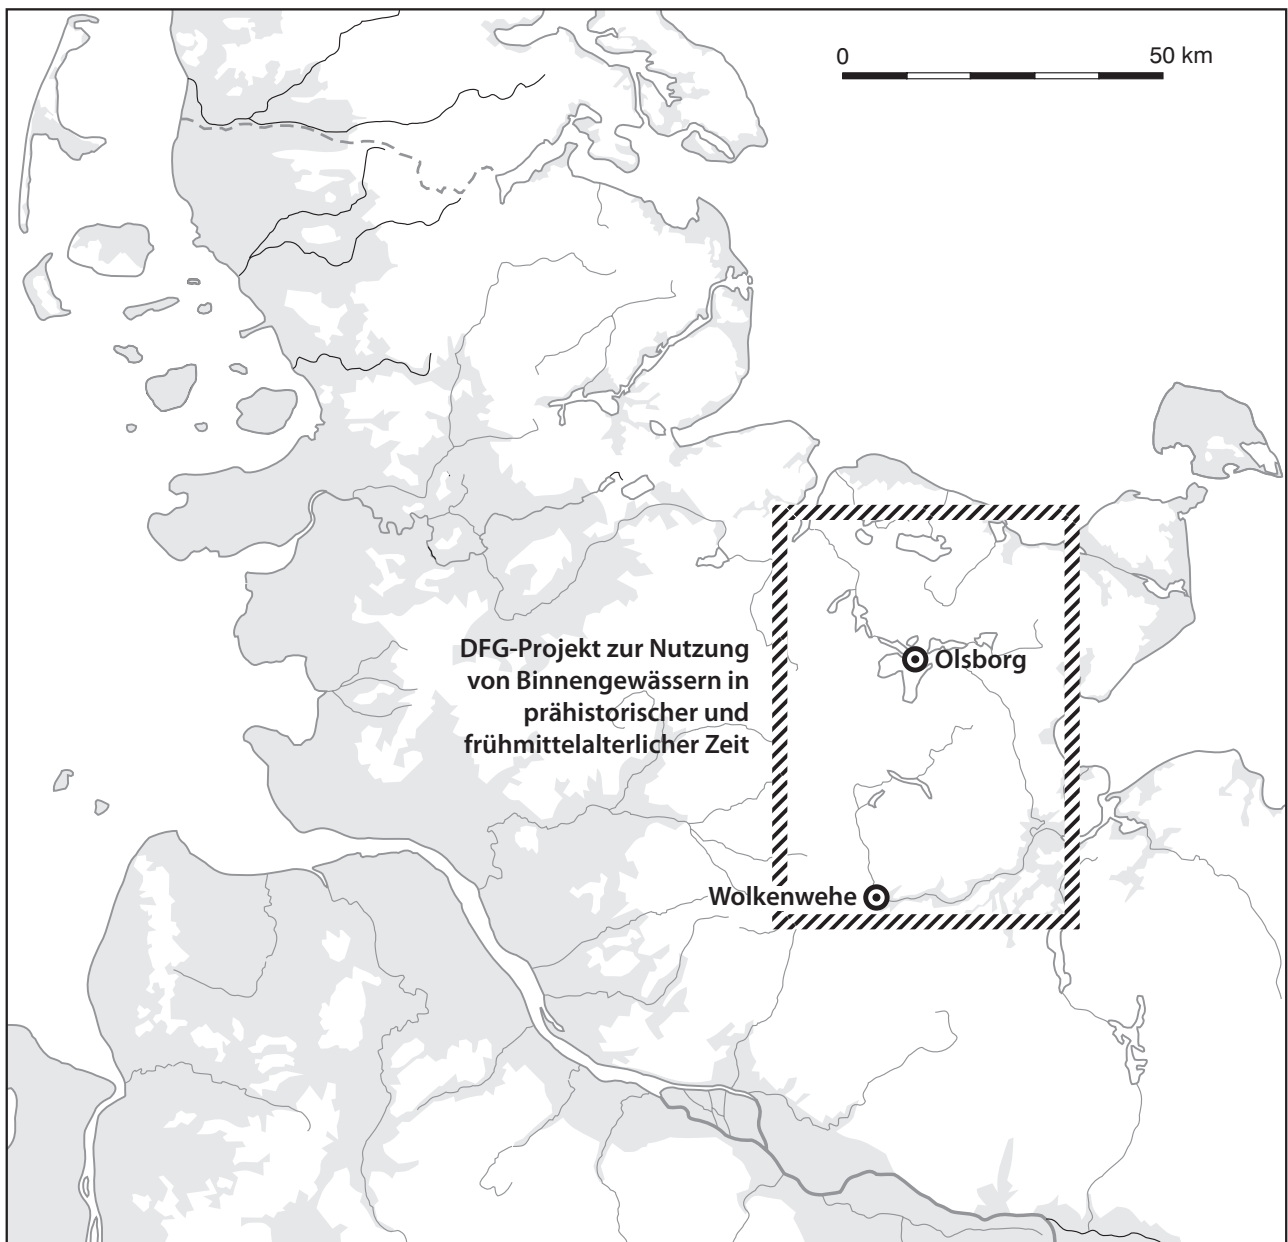 0 50 km
DFG-Projekt zur Nutzung
von Binnengewässern in
prähistorischer und
frühmittelalterlicher Zeit
Olsborg
Wolkenwehe